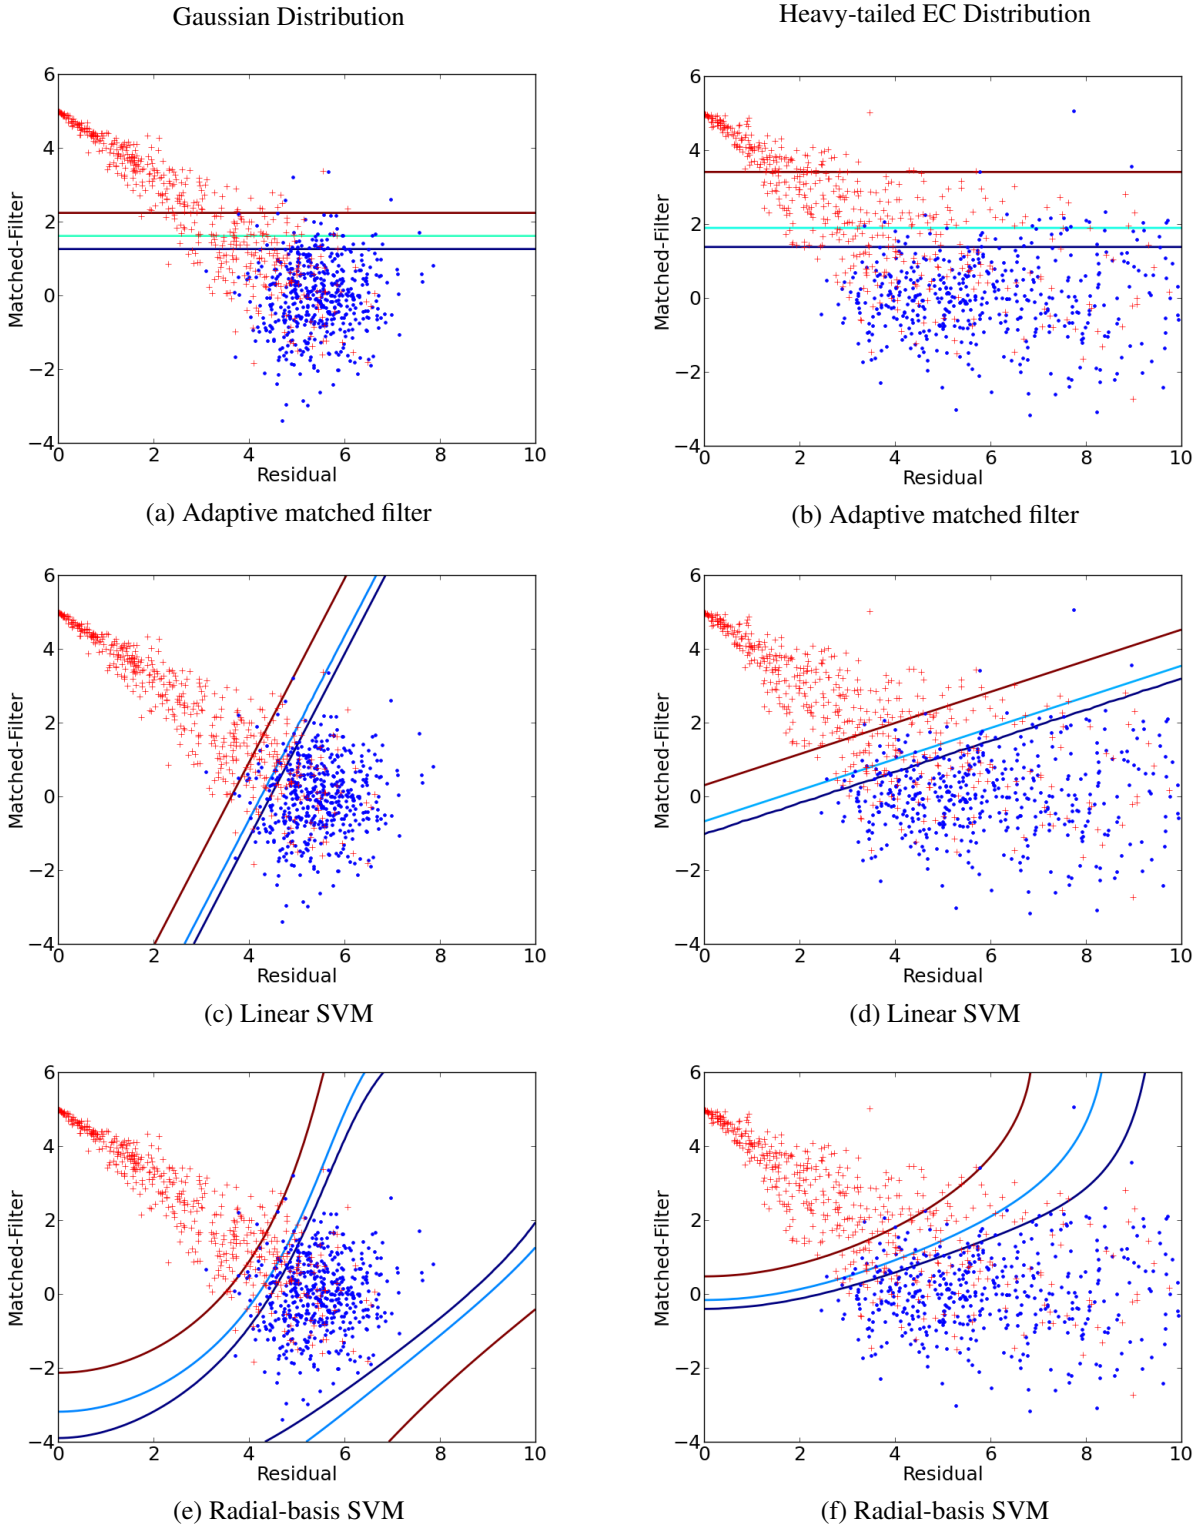 Gaussian Distribution
Heavy-tailed EC Distribution
6
4
2
0
−2
−4
0 2 4 6 8 10
Matched-Filter
Residual
(a) Adaptive matched filter
6
4
2
0
−2
−4
0 2 4 6 8 10
Matched-Filter
Residual
(b) Adaptive matched filter
6
4
2
0
−2
−4
0 2 4 6 8 10
Matched-Filter
Residual
(c) Linear SVM
6
4
2
0
−2
−4
0 2 4 6 8 10
Matched-Filter
Residual
(d) Linear SVM
6
4
2
0
−2
−4
0 2 4 6 8 10
Matched-Filter
Residual
(e) Radial-basis SVM
6
4
2
0
−2
−4
0 2 4 6 8 10
Matched-Filter
Residual
(f) Radial-basis SVM